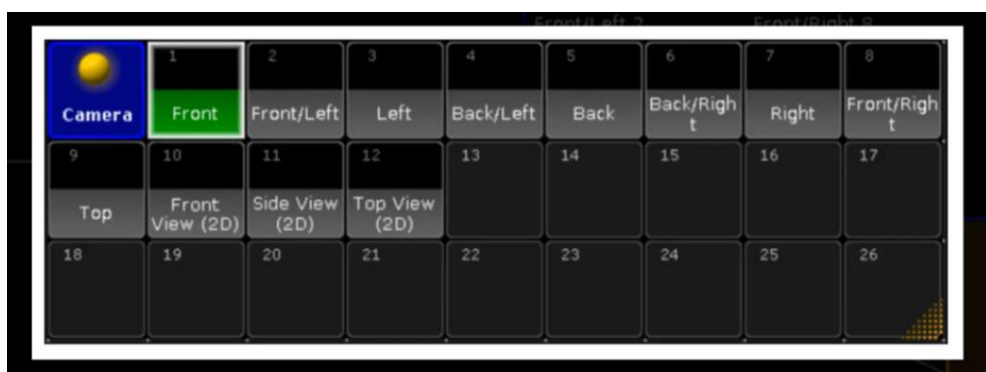 Front/Left 2 Front/Right 8
1 2 3 4 5 6 7 8
Camera Front Front/Left Left Back/Left Back Back/Righ Right Front/Righ
t t
9 10 11 12 13 14 15 16 17
Top Front Side View Top View
View (2D) (2D) (2D)
18 19 20 21 22 23 24 25 26